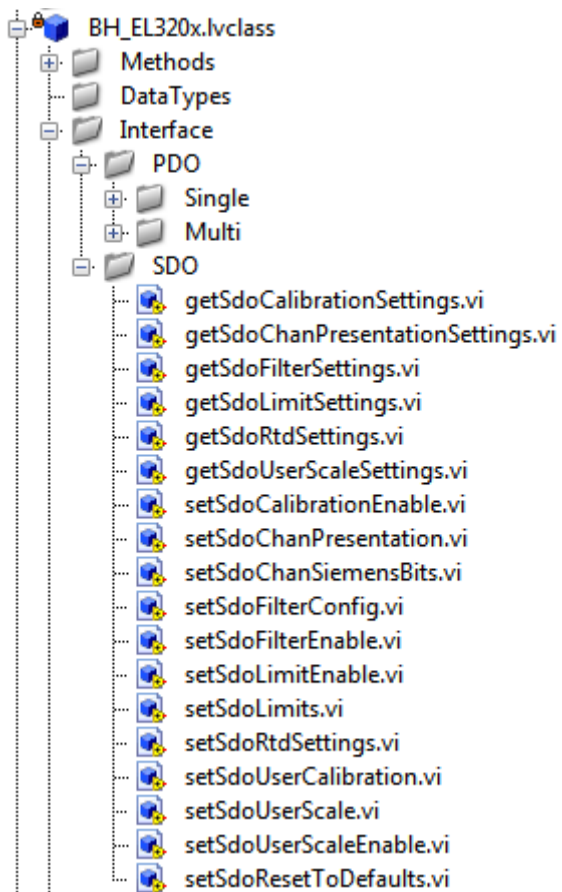 BH_EL320x.lvclass
Methods
DataTypes
Interface
PDO
Single
Multi
SDO
getSdoCalibrationSettings.vi
getSdoChanPresentationSettings.vi
getSdoFilterSettings.vi
getSdoLimitSettings.vi
getSdoRtdSettings.vi
getSdoUserScaleSettings.vi
setSdoCalibrationEnable.vi
setSdoChanPresentation.vi
setSdoChanSiemensBits.vi
setSdoFilterConfig.vi
setSdoFilterEnable.vi
setSdoLimitEnable.vi
setSdoLimits.vi
setSdoRtdSettings.vi
setSdoUserCalibration.vi
setSdoUserScale.vi
setSdoUserScaleEnable.vi
setSdoResetToDefaults.vi